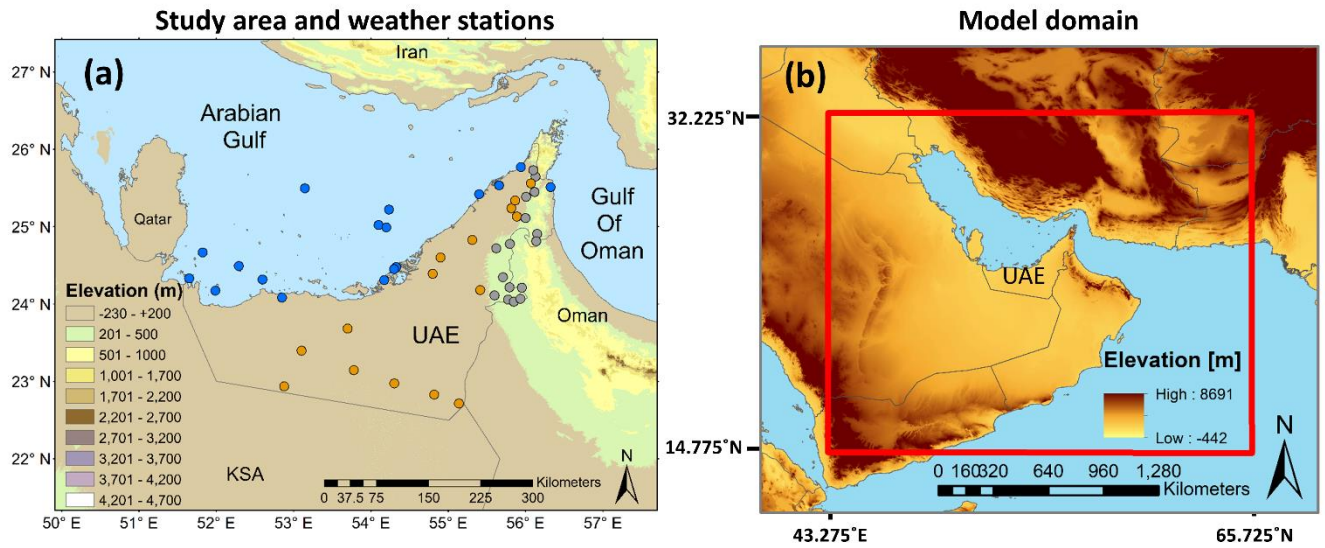 Study area and weather stations
(a)
Iran
Arabian
Gulf
Qatar
Gulf
Of
Oman
UAE
Oman
KSA
Elevation (m)
-230 - +200
201 - 500
501 - 1000
1,001 - 1,700
1,701 - 2,200
2,201 - 2,700
2,701 - 3,200
3,201 - 3,700
3,701 - 4,200
4,201 - 4,700
N
Kilometers
0 37.5 75 150 225 300
27° N
26° N
25° N
24° N
23° N
22° N
50° E 51° E 52° E 53° E 54° E 55° E 56° E 57° E
Model domain
(b)
32.225°N
14.775°N
UAE
Elevation [m]
High : 8691
Low : -442
N
0 160320 640 960 1,280
Kilometers
43.275°E 65.725°N